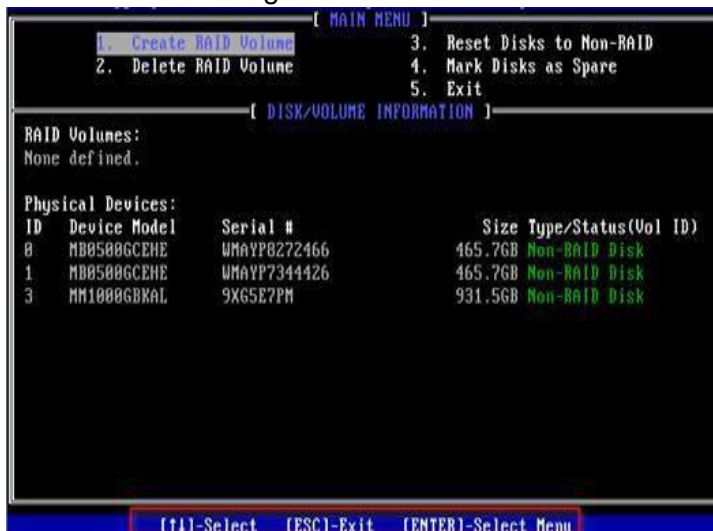 [ MAIN MENU ]
1. Create RAID Volume 3. Reset Disks to Non-RAID
2. Delete RAID Volume 4. Mark Disks as Spare
5. Exit
[ DISK/VOLUME INFORMATION ]
RAID Volumes:
None defined.
Physical Devices:
ID Device Model Serial # Size Type/Status(Vol ID)
0 MB0500GCEHE WMAYP8272466 465.7GB Non-RAID Disk
1 MB0500GCEHE WMAYP7344426 465.7GB Non-RAID Disk
3 MM1000GBKAL 9XG5E7PM 931.5GB Non-RAID Disk
[↑↓]-Select [ESC]-Exit [ENTER]-Select Menu